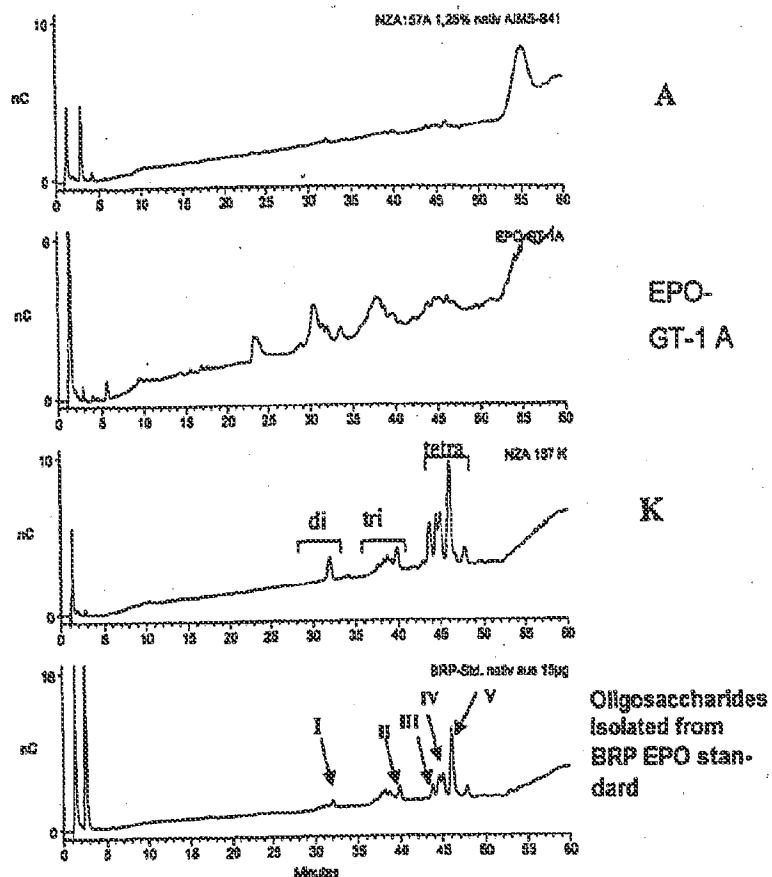 NZA157A 1,25% nativ AIMS-841
10
nC
0
0 5 10 15 20 25 30 35 40 45 50 55 60
A
EPO-GT-1A
6
nC
0
0 5 10 15 20 25 30 35 40 45 50 55 60
EPO-
GT-1 A
tetra
NZA 157 K
10
di
tri
nC
0
0 5 10 15 20 25 30 35 40 45 50 55 60
K
BRP-Std. nativ aus 15µg
10
IV
V
I
II
III
nC
0
0 5 10 15 20 25 30 35 40 45 50 55 60
Minutes
Oligosaccharides
isolated from
BRP EPO stan-
dard